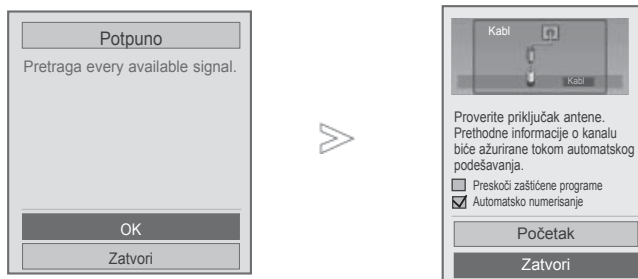 Potpuno
Pretraga every available signal.
OK
Zatvori
Kabl
Kabl
Proverite priključak antene.
Prethodne informacije o kanalu
biće ažurirane tokom automatskog
podešavanja.
Preskoči zaštićene programe
Automatsko numerisanje
Početak
Zatvori